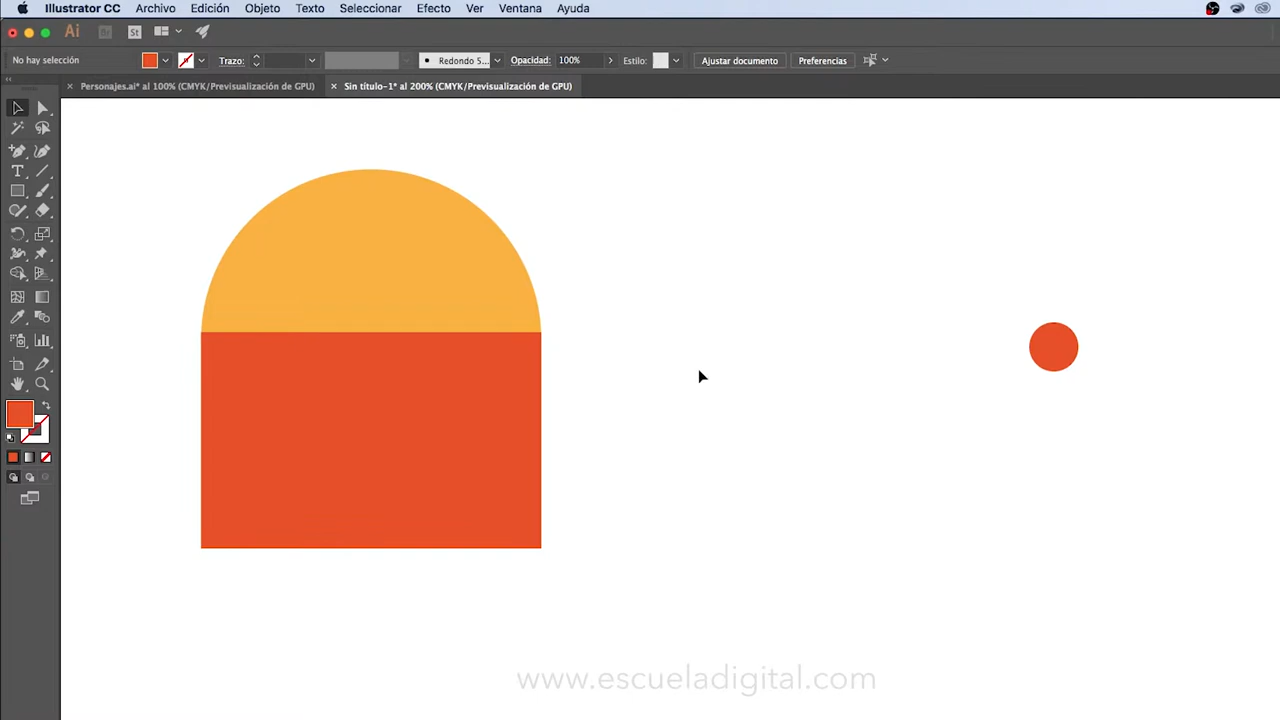 Illustrator CC Archivo Edición Objeto Texto Seleccionar Efecto Ver Ventana Ayuda
Ai Br St
No hay selección Trazo: Redondo 5... Opacidad: 100% Estilo: Ajustar documento Preferencias
× Personajes.ai* al 100% (CMYK/Previsualización de GPU) × Sin título-1* al 200% (CMYK/Previsualización de GPU)
www.escueladigital.com